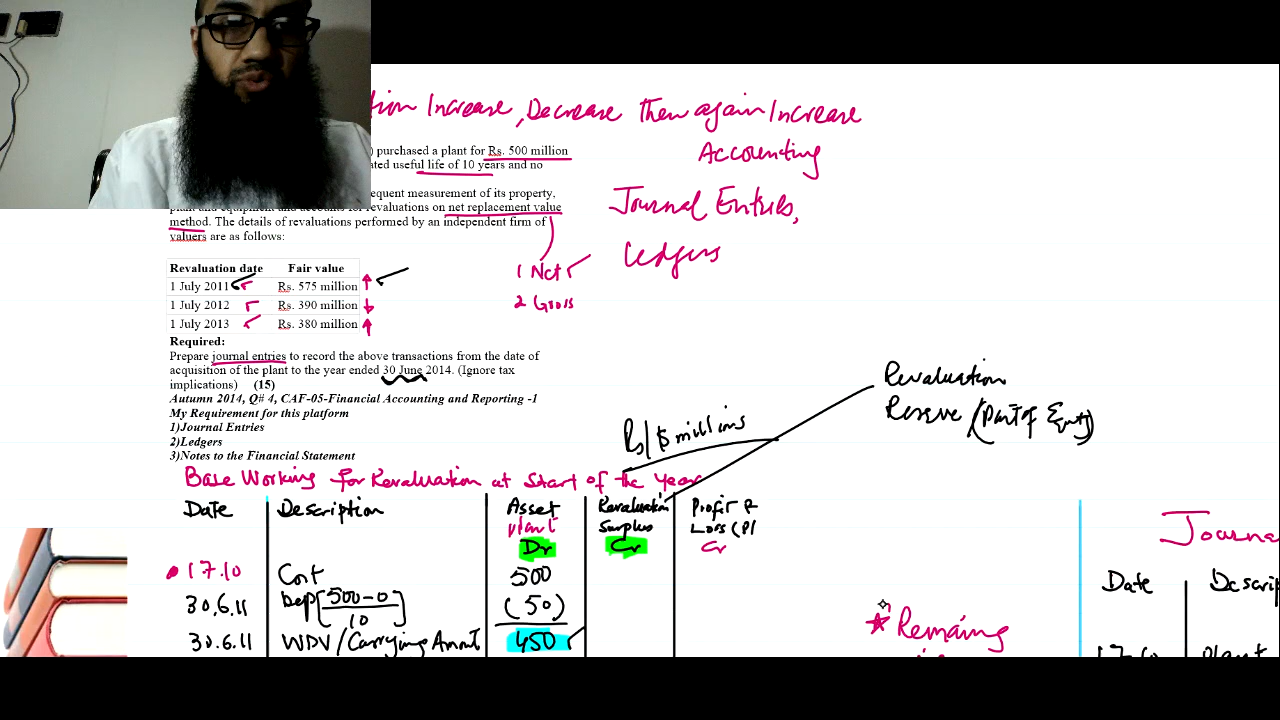 tion Increase, Decrease Then again Increase
Accounting
) purchased a plant for Rs. 500 million
ated useful life of 10 years and no
equent measurement of its property,
revaluations on net replacement value
method. The details of revaluations performed by an independent firm of
valuers are as follows:
Journal Entries,
Ledgers
1 Net
2 Gross
Revaluation date Fair value
1 July 2011 Rs. 575 million
1 July 2012 Rs. 390 million
1 July 2013 Rs. 380 million
Required:
Prepare journal entries to record the above transactions from the date of
acquisition of the plant to the year ended 30 June 2014. (Ignore tax
implications) (15)
Autumn 2014, Q# 4, CAF-05-Financial Accounting and Reporting -1
My Requirement for this platform
1)Journal Entries
2)Ledgers
3)Notes to the Financial Statement
Revaluation
Reserve (Part of Equity)
Rs/$ millions
Base Working for Revaluation at Start of the Year
Date Description Asset Revaluation Profit &
Plant Surplus Loss (Pl
Dr Cr Cr
1.7.10 Cost 500
30.6.11 Dep [500-0/10] (50)
30.6.11 WDV/Carrying Amount 450
* Remaing
Journa
Date Descrip
1.7.10 Plant